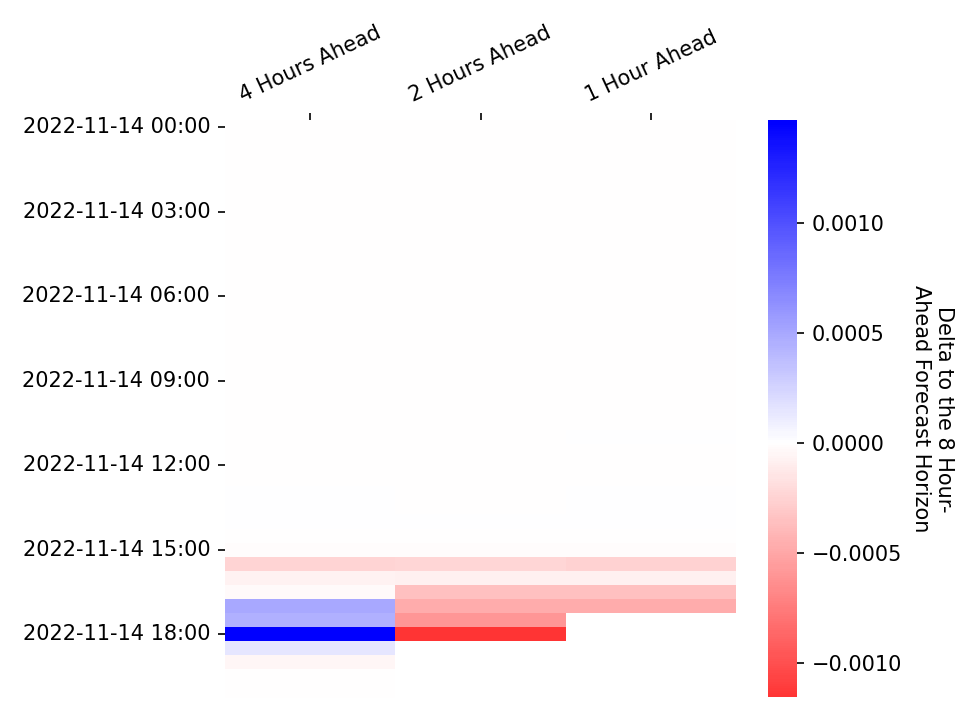 4 Hours Ahead
2 Hours Ahead
1 Hour Ahead
2022-11-14 00:00
2022-11-14 03:00
2022-11-14 06:00
2022-11-14 09:00
2022-11-14 12:00
2022-11-14 15:00
2022-11-14 18:00
0.0010
0.0005
0.0000
−0.0005
−0.0010
Delta to the 8 Hour-
Ahead Forecast Horizon